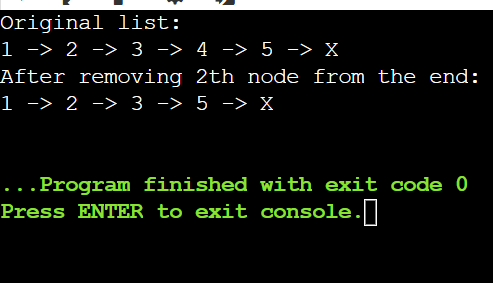 Original list:
1 -> 2 -> 3 -> 4 -> 5 -> X
After removing 2th node from the end:
1 -> 2 -> 3 -> 5 -> X
...Program finished with exit code 0
Press ENTER to exit console.